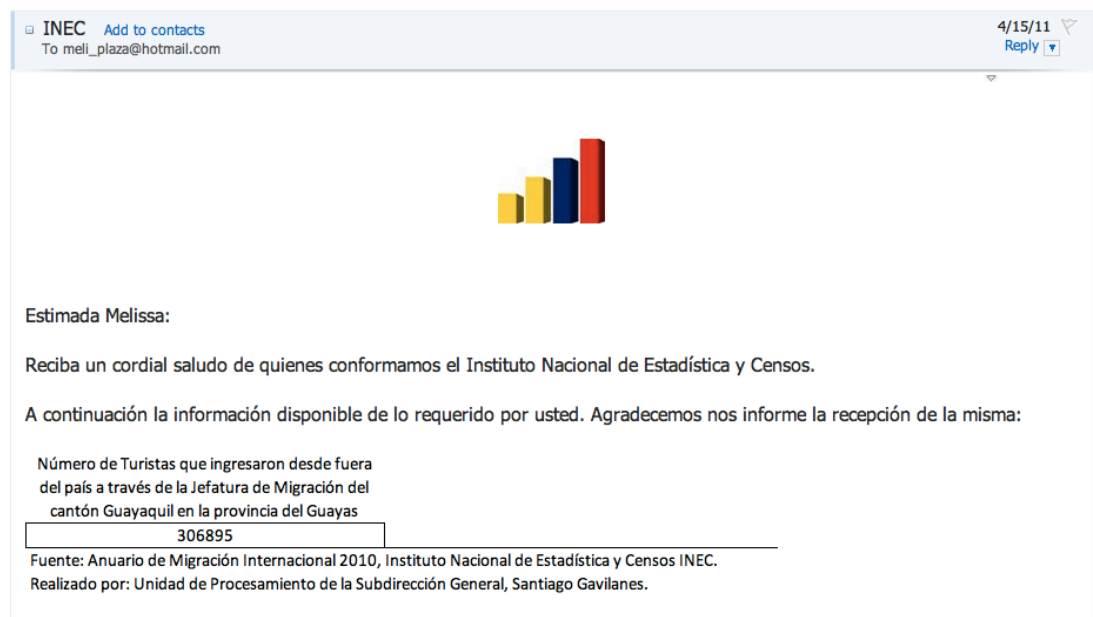 INEC Add to contacts 4/15/11
To meli_plaza@hotmail.com Reply
Estimada Melissa:
Reciba un cordial saludo de quienes conformamos el Instituto Nacional de Estadística y Censos.
A continuación la información disponible de lo requerido por usted. Agradecemos nos informe la recepción de la misma:
Número de Turistas que ingresaron desde fuera
del país a través de la Jefatura de Migración del
cantón Guayaquil en la provincia del Guayas
306895
Fuente: Anuario de Migración Internacional 2010, Instituto Nacional de Estadística y Censos INEC.
Realizado por: Unidad de Procesamiento de la Subdirección General, Santiago Gavilanes.